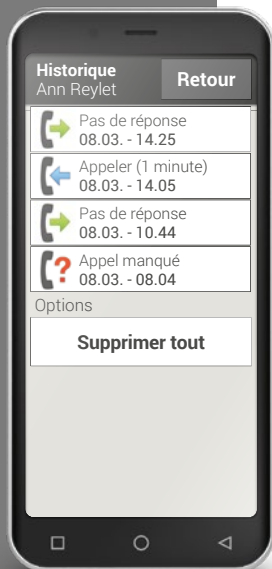 Historique
Ann Reylet
Retour
Pas de réponse
08.03. - 14.25
Appeler (1 minute)
08.03. - 14.05
Pas de réponse
08.03. - 10.44
Appel manqué
08.03. - 08.04
Options
Supprimer tout